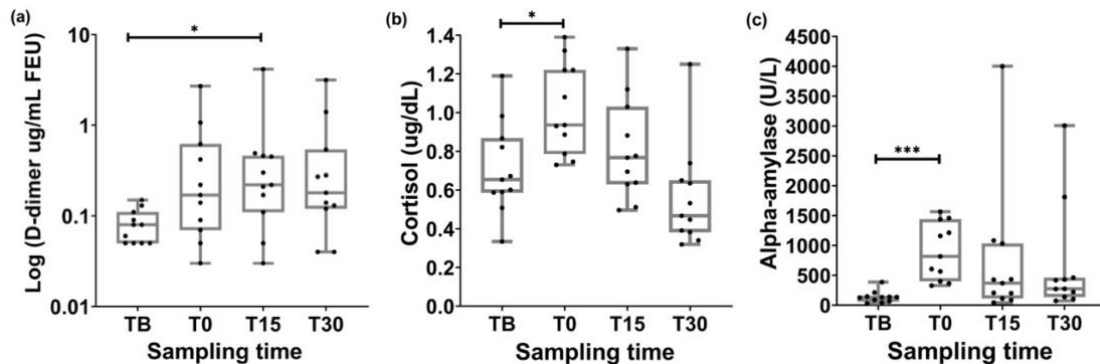 (a)
*
Log (D-dimer ug/mL FEU)
10
1
0.1
0.01
TB T0 T15 T30
Sampling time
(b)
*
Cortisol (ug/dL)
1.4
1.2
1.0
0.8
0.6
0.4
0.2
0.0
TB T0 T15 T30
Sampling time
(c)
***
Alpha-amylase (U/L)
4500
4000
3500
3000
2500
2000
1500
1000
500
0
TB T0 T15 T30
Sampling time